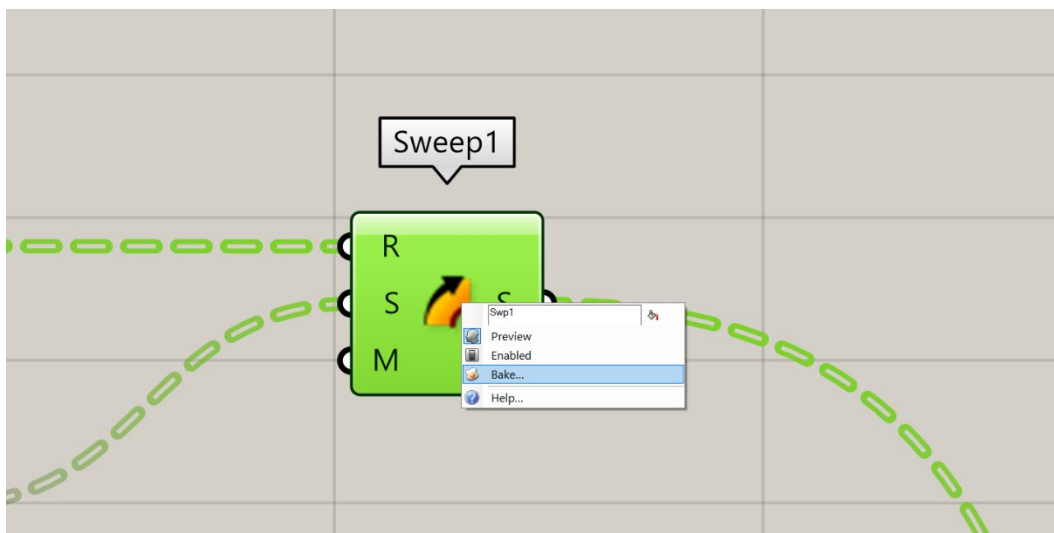 Sweep1
R
S
S
M
Swp1
Preview
Enabled
Bake...
Help...